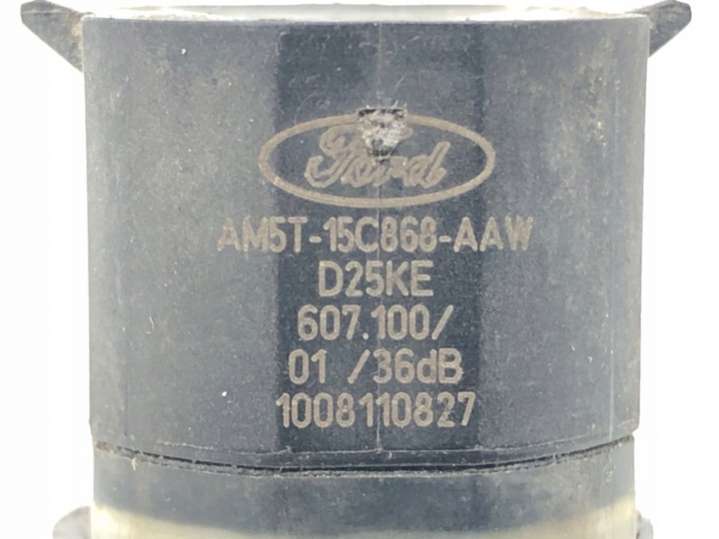 Ford
AM5T-15C868-AAW
D25KE
607.100/
01 /36dB
1008110827